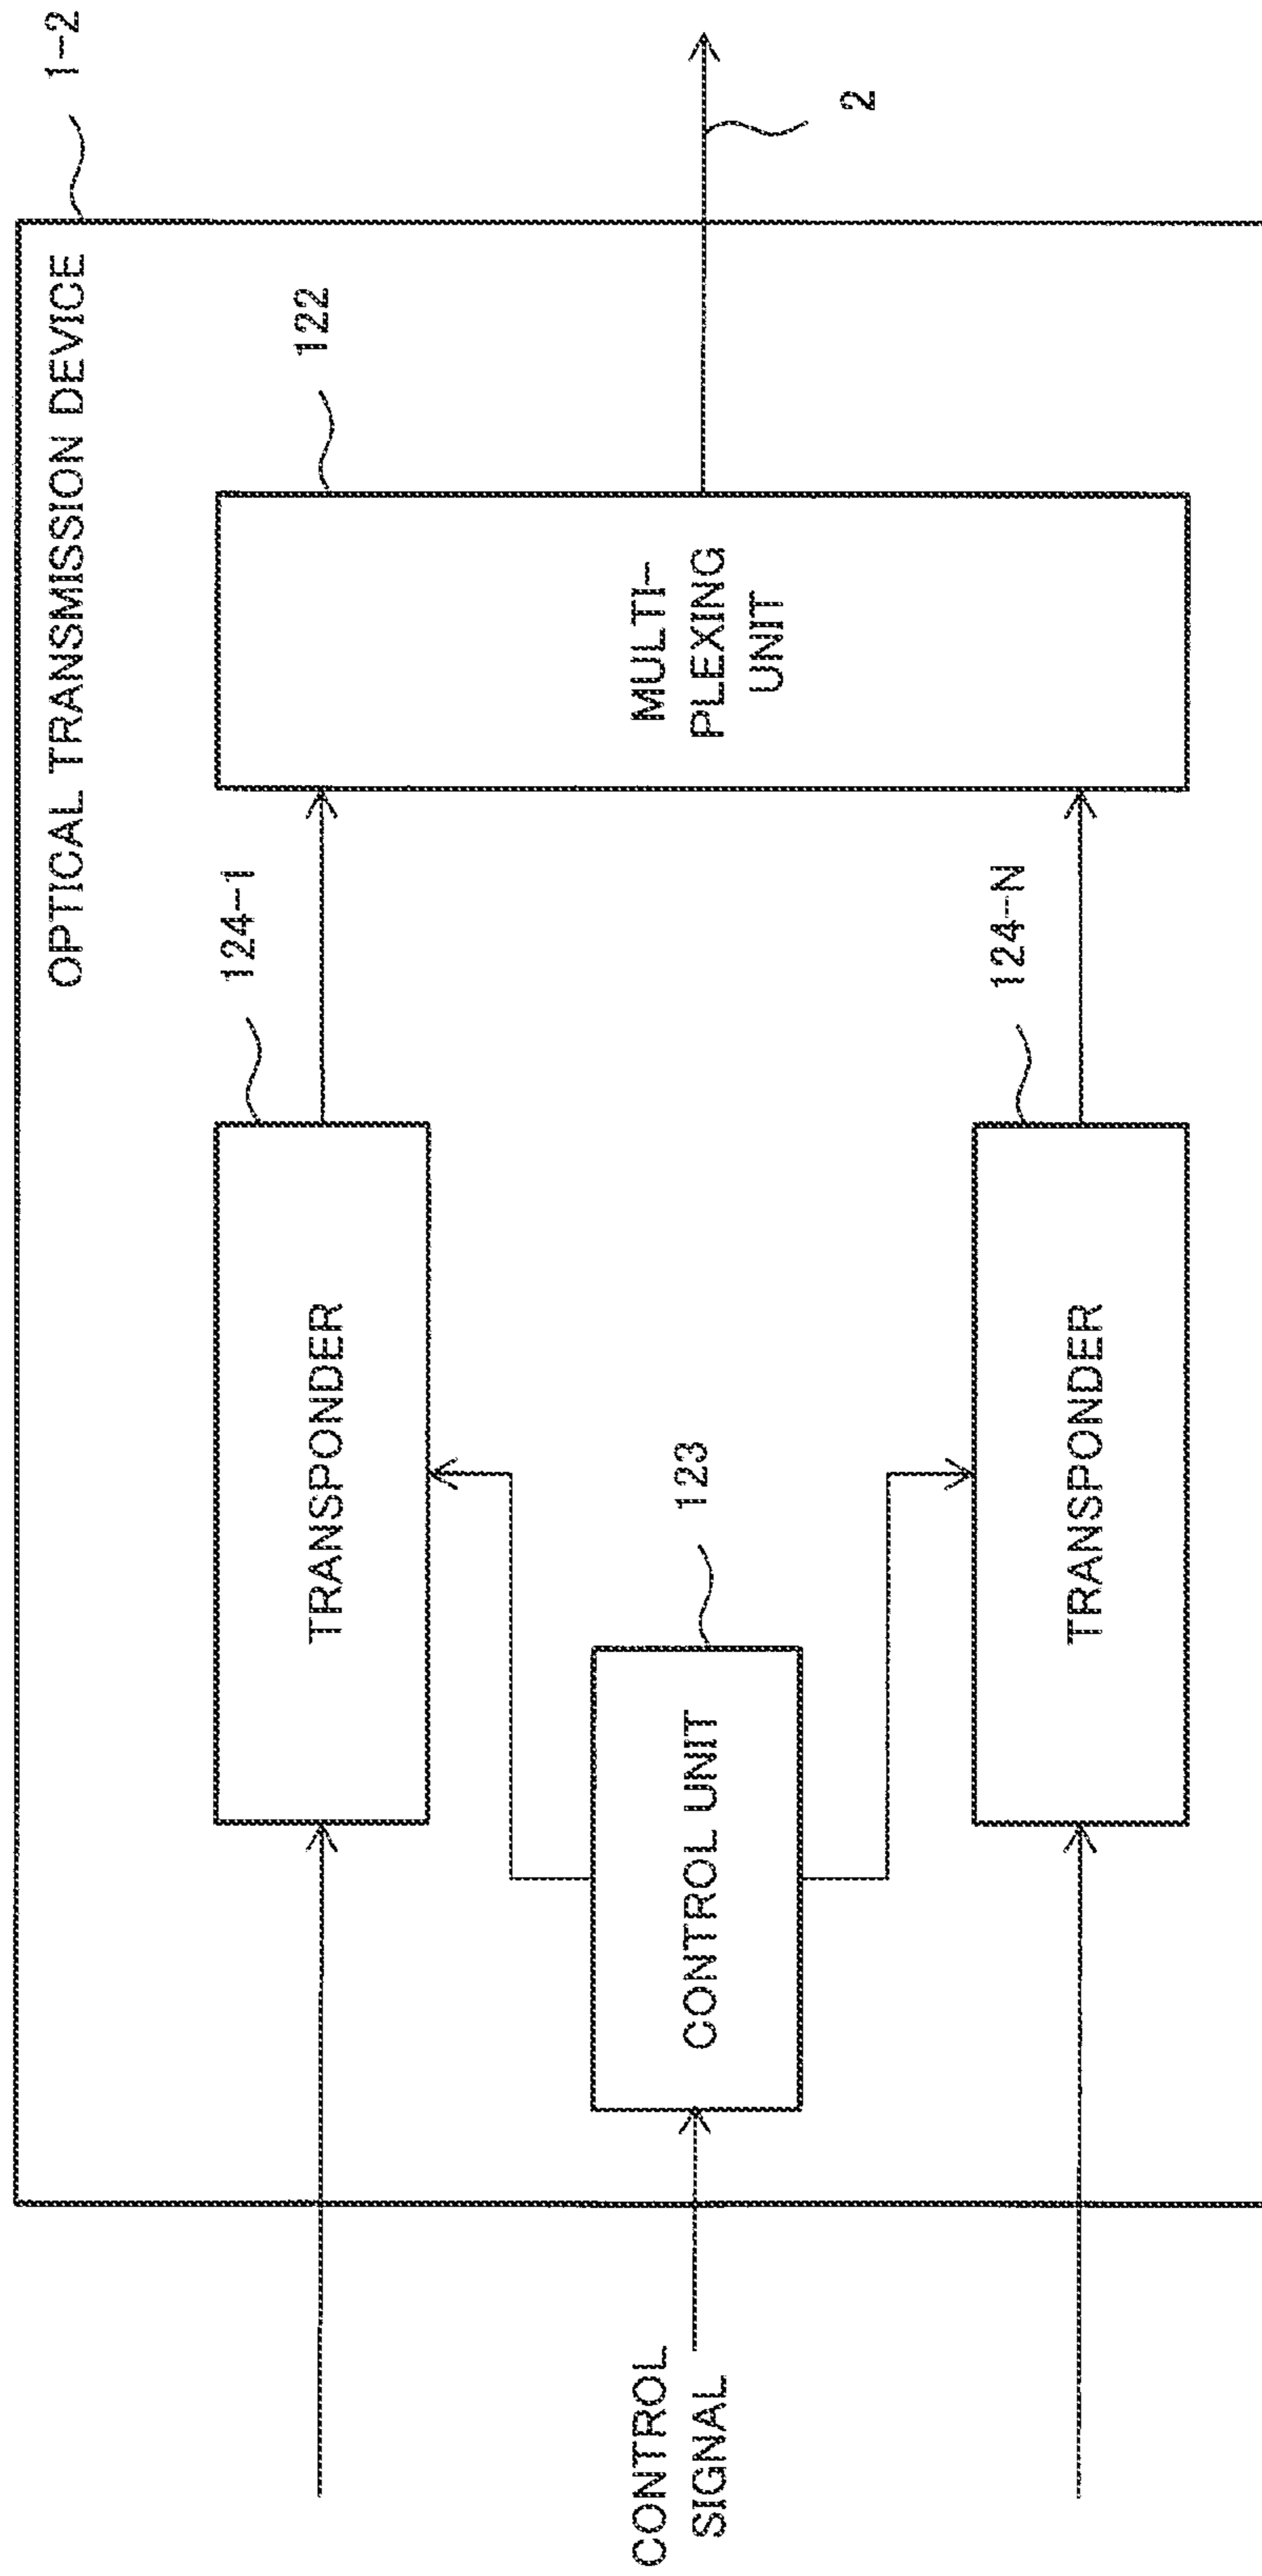 1-2
OPTICAL TRANSMISSION DEVICE
124-1
122
TRANSPONDER
CONTROL
SIGNAL
CONTROL UNIT
123
MULTI-
PLEXING
UNIT
2
124-N
TRANSPONDER